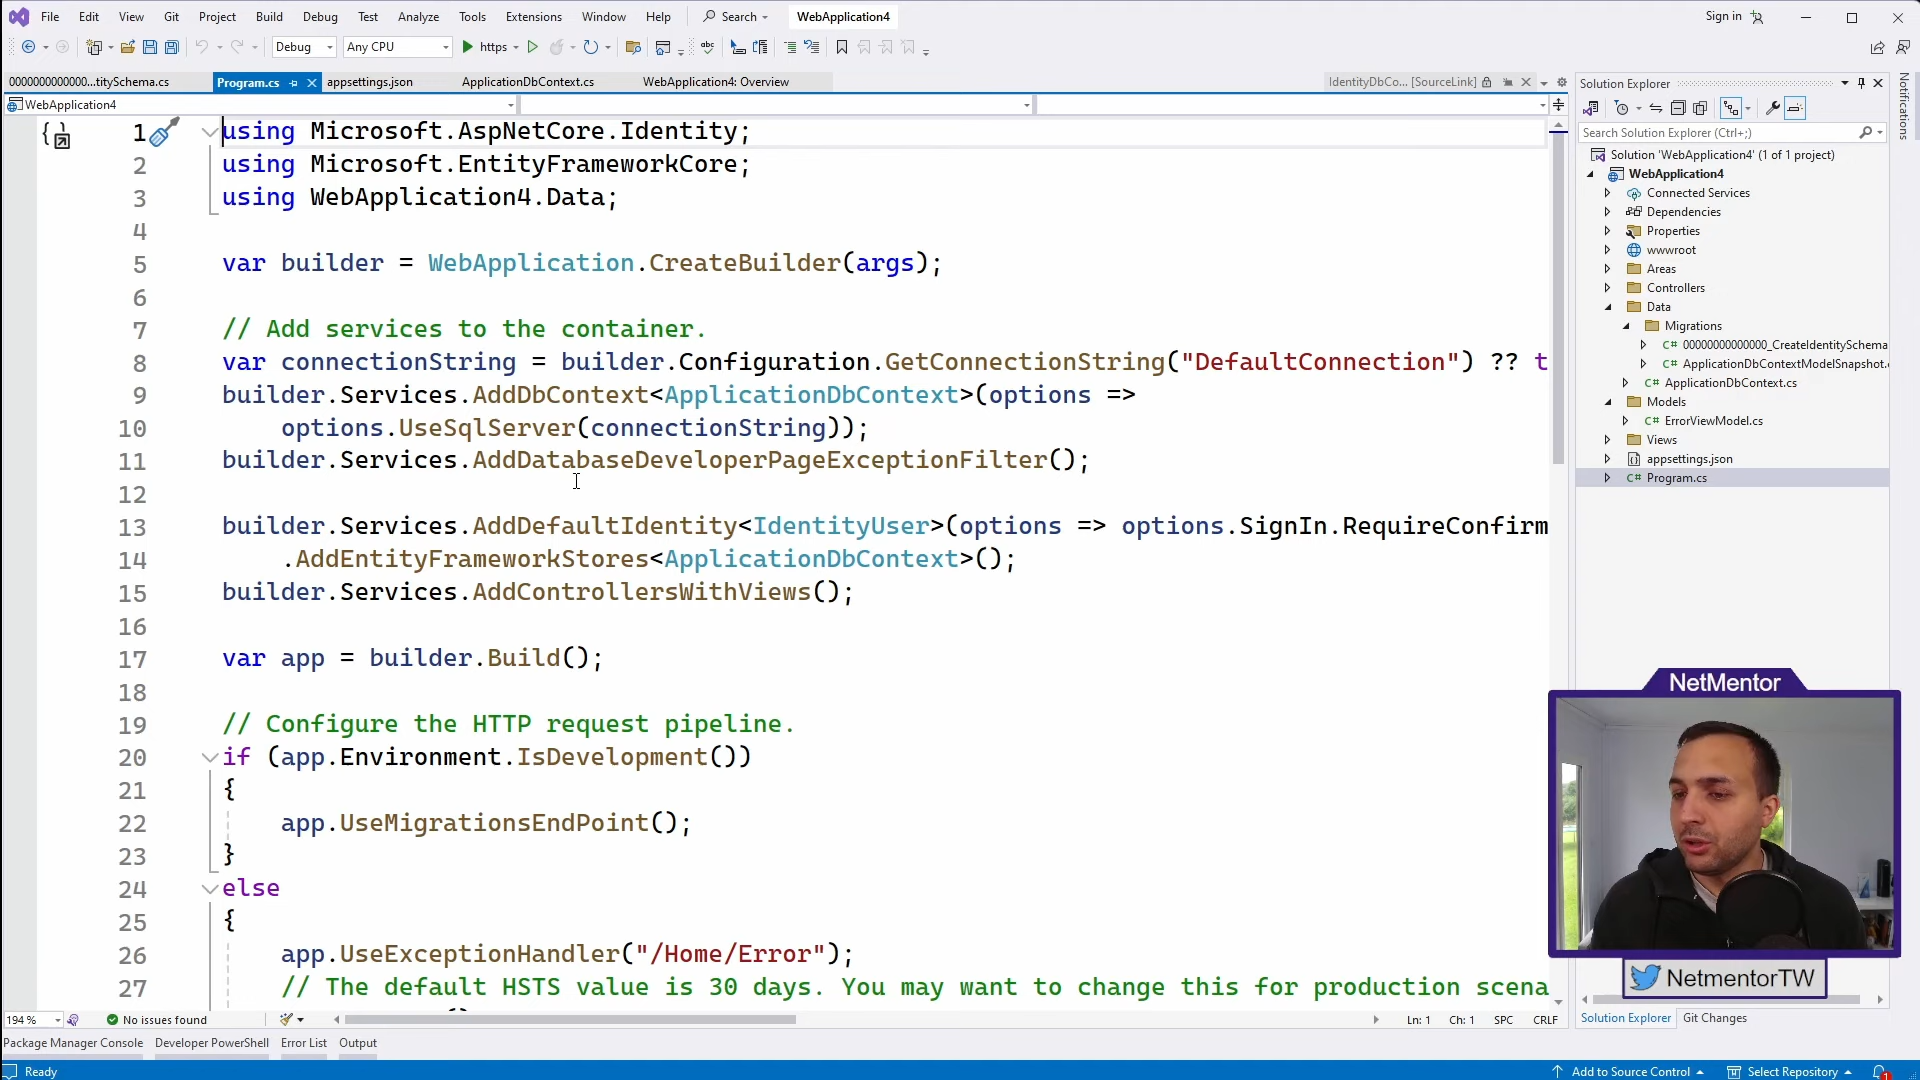 File Edit View Git Project Build Debug Test Analyze Tools Extensions Window Help Search WebApplication4 Sign in
Debug Any CPU https
0000000000000...titySchema.cs Program.cs appsettings.json ApplicationDbContext.cs WebApplication4: Overview IdentityDbCo... [SourceLink]
WebApplication4
1 using Microsoft.AspNetCore.Identity;
2 using Microsoft.EntityFrameworkCore;
3 using WebApplication4.Data;
4
5 var builder = WebApplication.CreateBuilder(args);
6
7 // Add services to the container.
8 var connectionString = builder.Configuration.GetConnectionString("DefaultConnection") ?? t
9 builder.Services.AddDbContext<ApplicationDbContext>(options =>
10 options.UseSqlServer(connectionString));
11 builder.Services.AddDatabaseDeveloperPageExceptionFilter();
12
13 builder.Services.AddDefaultIdentity<IdentityUser>(options => options.SignIn.RequireConfirm
14 .AddEntityFrameworkStores<ApplicationDbContext>();
15 builder.Services.AddControllersWithViews();
16
17 var app = builder.Build();
18
19 // Configure the HTTP request pipeline.
20 if (app.Environment.IsDevelopment())
21 {
22 app.UseMigrationsEndPoint();
23 }
24 else
25 {
26 app.UseExceptionHandler("/Home/Error");
27 // The default HSTS value is 30 days. You may want to change this for production scena
194 % No issues found Ln: 1 Ch: 1 SPC CRLF
Package Manager Console Developer PowerShell Error List Output
Ready Add to Source Control Select Repository 1
Solution Explorer
Search Solution Explorer (Ctrl+;)
Solution 'WebApplication4' (1 of 1 project)
WebApplication4
Connected Services
Dependencies
Properties
wwwroot
Areas
Controllers
Data
Migrations
C# 00000000000000_CreateIdentitySchema
C# ApplicationDbContextModelSnapshot.
C# ApplicationDbContext.cs
Models
C# ErrorViewModel.cs
Views
appsettings.json
C# Program.cs
NetMentor
NetmentorTW
Solution Explorer Git Changes
Notifications